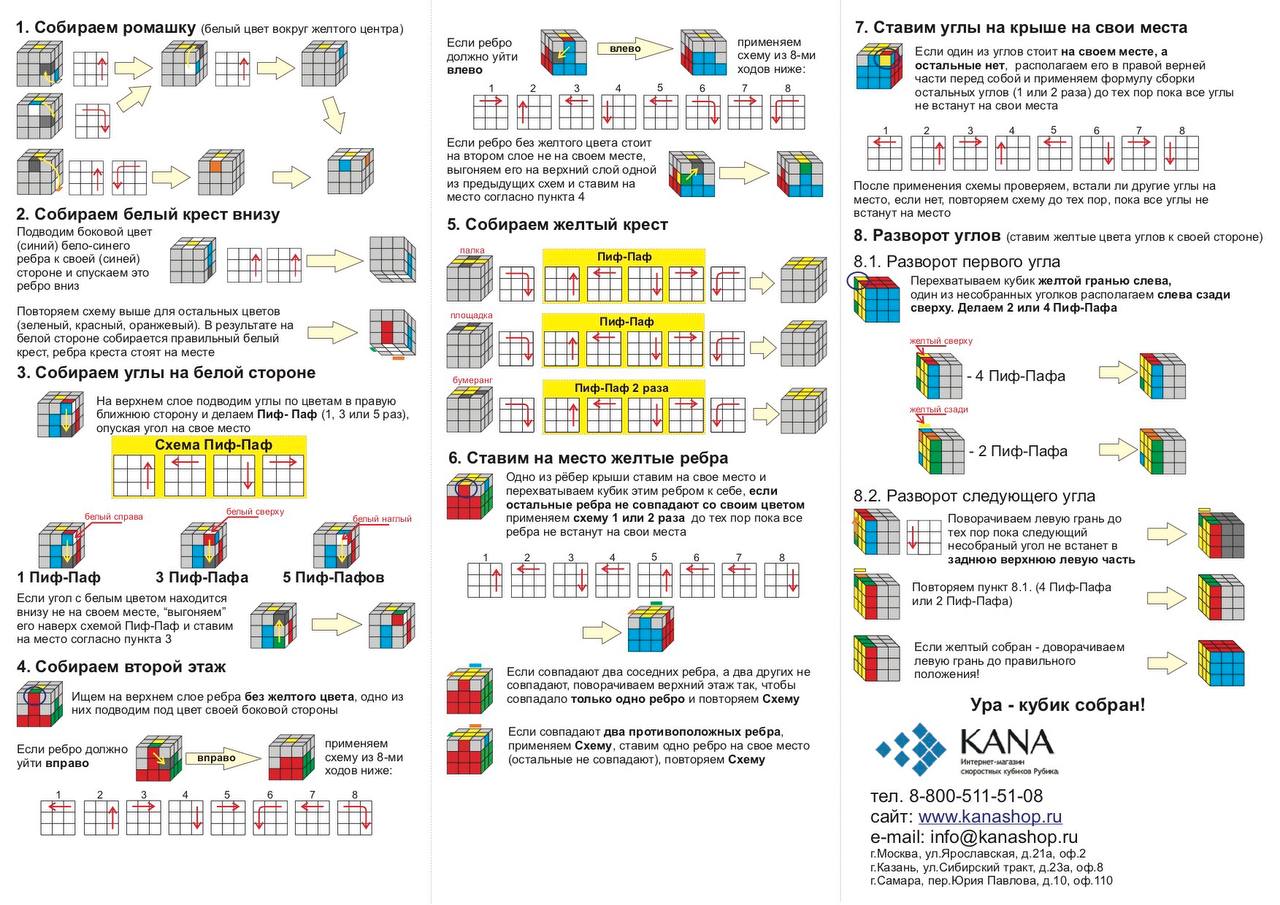 1. Собираем ромашку (белый цвет вокруг желтого центра)
2. Собираем белый крест внизу
Подводим боковой цвет
(синий) бело-синего
ребра к своей (синей)
стороне и спускаем это
ребро вниз
Повторяем схему выше для остальных цветов
(зеленый, красный, оранжевый). В результате на
белой стороне собирается правильный белый
крест, ребра креста стоят на месте
3. Собираем углы на белой стороне
На верхнем слое подводим углы по цветам в правую
ближнюю сторону и делаем Пиф- Паф (1, 3 или 5 раз),
опуская угол на свое место
Схема Пиф-Паф
белый справа
белый сверху
белый наглый
1 Пиф-Паф
3 Пиф-Пафа
5 Пиф-Пафов
Если угол с белым цветом находится
внизу не на своем месте, “выгоняем”
его наверх схемой Пиф-Паф и ставим
на место согласно пункта 3
4. Собираем второй этаж
Ищем на верхнем слое ребра без желтого цвета, одно из
них подводим под цвет своей боковой стороны
Если ребро должно
уйти вправо
вправо
применяем
схему из 8-ми
ходов ниже:
1 2 3 4 5 6 7 8
Если ребро
должно уйти
влево
влево
применяем
схему из 8-ми
ходов ниже:
1 2 3 4 5 6 7 8
Если ребро без желтого цвета стоит
на втором слое не на своем месте,
выгоняем его на верхний слой одной
из предыдущих схем и ставим на
место согласно пункта 4
5. Собираем желтый крест
палка
Пиф-Паф
площадка
Пиф-Паф
бумеранг
Пиф-Паф 2 раза
6. Ставим на место желтые ребра
Одно из рёбер крыши ставим на свое место и
перехватываем кубик этим ребром к себе, если
остальные ребра не совпадают со своим цветом
применяем схему 1 или 2 раза до тех пор пока все
ребра не встанут на свои места
1 2 3 4 5 6 7 8
Если совпадают два соседних ребра, а два других не
совпадают, поворачиваем верхний этаж так, чтобы
совпадало только одно ребро и повторяем Схему
Если совпадают два противоположных ребра,
применяем Схему, ставим одно ребро на свое место
(остальные не совпадают), повторяем Схему
7. Ставим углы на крыше на свои места
Если один из углов стоит на своем месте, а
остальные нет, располагаем его в правой верней
части перед собой и применяем формулу сборки
остальных углов (1 или 2 раза) до тех пор пока все углы
не встанут на свои места
1 2 3 4 5 6 7 8
После применения схемы проверяем, встали ли другие углы на
место, если нет, повторяем схему до тех пор, пока все углы не
встанут на место
8. Разворот углов (ставим желтые цвета углов к своей стороне)
8.1. Разворот первого угла
Перехватываем кубик желтой гранью слева,
один из несобранных уголков располагаем слева сзади
сверху. Делаем 2 или 4 Пиф-Пафа
желтый сверху
- 4 Пиф-Пафа
желтый сзади
- 2 Пиф-Пафа
8.2. Разворот следующего угла
Поворачиваем левую грань до
тех пор пока следующий
несобраный угол не встанет в
заднюю верхнюю левую часть
Повторяем пункт 8.1. (4 Пиф-Пафа
или 2 Пиф-Пафа)
Если желтый собран - доворачиваем
левую грань до правильного
положения!
Ура - кубик собран!
KANA
Интернет-магазин
скоростных кубиков Рубика
тел. 8-800-511-51-08
сайт: www.kanashop.ru
e-mail: info@kanashop.ru
г.Москва, ул.Ярославская, д.21а, оф.2
г.Казань, ул.Сибирский тракт, д.23а, оф.8
г.Самара, пер.Юрия Павлова, д.10, оф.110